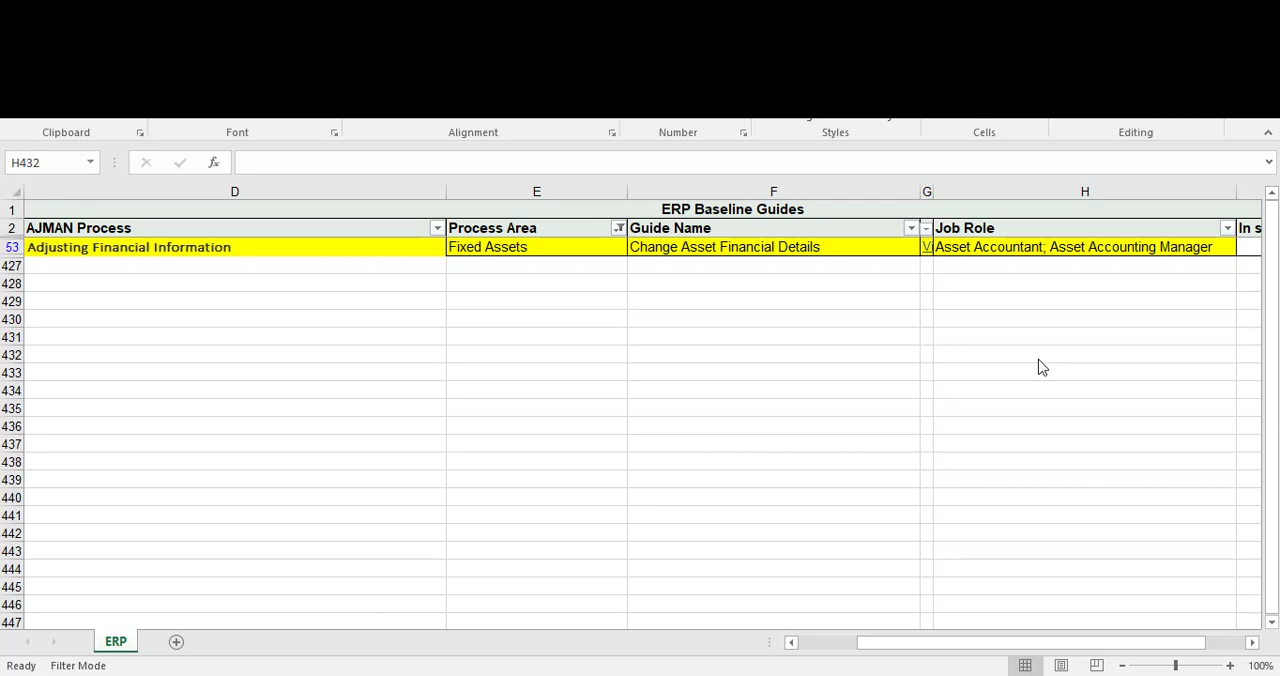 Clipboard Font Alignment Number Styles Cells Editing
H432 fx
D E F G H
1 ERP Baseline Guides
2 AJMAN Process Process Area Guide Name Job Role In s
53 Adjusting Financial Information Fixed Assets Change Asset Financial Details Vi Asset Accountant; Asset Accounting Manager
427
428
429
430
431
432
433
434
435
436
437
438
439
440
441
442
443
444
445
446
447
ERP
Ready Filter Mode 100%